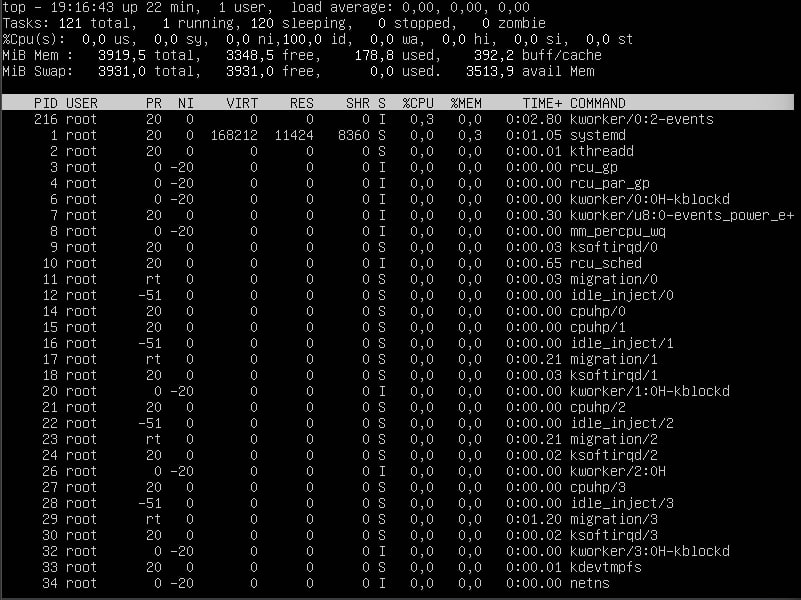 top - 19:16:43 up 22 min,  1 user,  load average: 0,00, 0,00, 0,00
Tasks: 121 total,   1 running, 120 sleeping,   0 stopped,   0 zombie
%Cpu(s):  0,0 us,  0,0 sy,  0,0 ni,100,0 id,  0,0 wa,  0,0 hi,  0,0 si,  0,0 st
MiB Mem :   3919,5 total,   3348,5 free,    178,8 used,    392,2 buff/cache
MiB Swap:   3931,0 total,   3931,0 free,      0,0 used.   3513,9 avail Mem
PID USER      PR  NI    VIRT    RES    SHR S  %CPU  %MEM     TIME+ COMMAND
216 root      20   0       0      0      0 I   0,3   0,0   0:02.80 kworker/0:2-events
1 root      20   0  168212  11424   8360 S   0,0   0,3   0:01.05 systemd
2 root      20   0       0      0      0 S   0,0   0,0   0:00.01 kthreadd
3 root       0 -20       0      0      0 I   0,0   0,0   0:00.00 rcu_gp
4 root       0 -20       0      0      0 I   0,0   0,0   0:00.00 rcu_par_gp
6 root       0 -20       0      0      0 I   0,0   0,0   0:00.00 kworker/0:0H-kblockd
7 root      20   0       0      0      0 I   0,0   0,0   0:00.30 kworker/u8:0-events_power_e+
8 root       0 -20       0      0      0 I   0,0   0,0   0:00.00 mm_percpu_wq
9 root      20   0       0      0      0 S   0,0   0,0   0:00.03 ksoftirqd/0
10 root      20   0       0      0      0 I   0,0   0,0   0:00.65 rcu_sched
11 root      rt   0       0      0      0 S   0,0   0,0   0:00.03 migration/0
12 root     -51   0       0      0      0 S   0,0   0,0   0:00.00 idle_inject/0
14 root      20   0       0      0      0 S   0,0   0,0   0:00.00 cpuhp/0
15 root      20   0       0      0      0 S   0,0   0,0   0:00.00 cpuhp/1
16 root     -51   0       0      0      0 S   0,0   0,0   0:00.00 idle_inject/1
17 root      rt   0       0      0      0 S   0,0   0,0   0:00.21 migration/1
18 root      20   0       0      0      0 S   0,0   0,0   0:00.03 ksoftirqd/1
20 root       0 -20       0      0      0 I   0,0   0,0   0:00.00 kworker/1:0H-kblockd
21 root      20   0       0      0      0 S   0,0   0,0   0:00.00 cpuhp/2
22 root     -51   0       0      0      0 S   0,0   0,0   0:00.00 idle_inject/2
23 root      rt   0       0      0      0 S   0,0   0,0   0:00.21 migration/2
24 root      20   0       0      0      0 S   0,0   0,0   0:00.02 ksoftirqd/2
26 root       0 -20       0      0      0 I   0,0   0,0   0:00.00 kworker/2:0H
27 root      20   0       0      0      0 S   0,0   0,0   0:00.00 cpuhp/3
28 root     -51   0       0      0      0 S   0,0   0,0   0:00.00 idle_inject/3
29 root      rt   0       0      0      0 S   0,0   0,0   0:01.20 migration/3
30 root      20   0       0      0      0 S   0,0   0,0   0:00.02 ksoftirqd/3
32 root       0 -20       0      0      0 I   0,0   0,0   0:00.00 kworker/3:0H-kblockd
33 root      20   0       0      0      0 S   0,0   0,0   0:00.01 kdevtmpfs
34 root       0 -20       0      0      0 I   0,0   0,0   0:00.00 netns